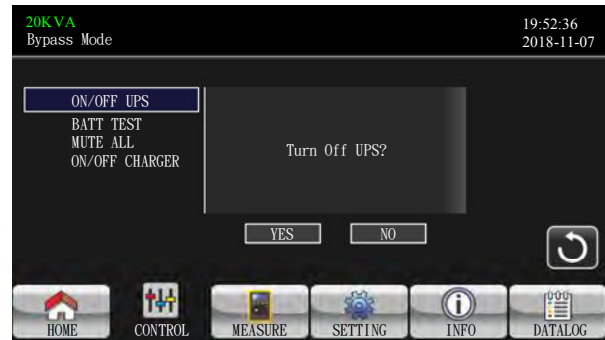 20KVA
Bypass Mode
19:52:36
2018-11-07
ON/OFF UPS
BATT TEST
MUTE ALL
ON/OFF CHARGER
Turn Off UPS?
YES NO
HOME CONTROL MEASURE SETTING INFO DATALOG